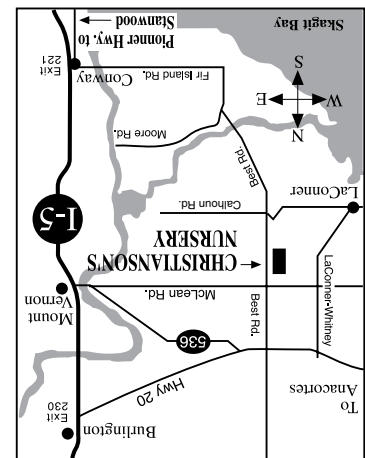 To
Anacortes
Burlington
Exit
230
Hwy 20
536
LaConner-Whitney
Best Rd.
McLean Rd.
Mount
Vernon
CHRISTIANSON'S
NURSERY
I-5
LaConner
Calhoun Rd.
Best Rd.
N
W
E
S
Moore Rd.
Fir Island Rd.
Conway
Exit
221
Skagit Bay
Pionner Hwy. to
Stanwood